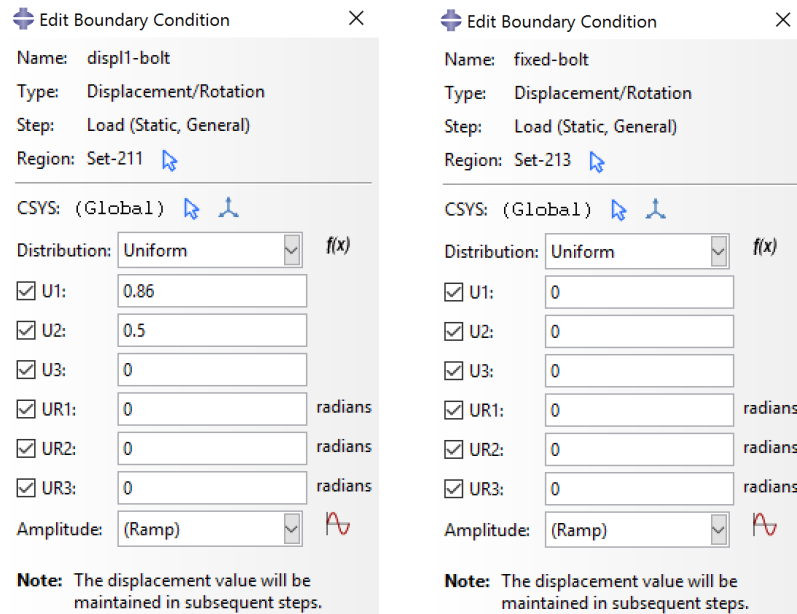 Edit Boundary Condition
Name: displ1-bolt
Type: Displacement/Rotation
Step: Load (Static, General)
Region: Set-211
CSYS: (Global)
Distribution: Uniform f(x)
U1: 0.86
U2: 0.5
U3: 0
UR1: 0 radians
UR2: 0 radians
UR3: 0 radians
Amplitude: (Ramp)
Note: The displacement value will be
maintained in subsequent steps.
Edit Boundary Condition
Name: fixed-bolt
Type: Displacement/Rotation
Step: Load (Static, General)
Region: Set-213
CSYS: (Global)
Distribution: Uniform f(x)
U1: 0
U2: 0
U3: 0
UR1: 0 radians
UR2: 0 radians
UR3: 0 radians
Amplitude: (Ramp)
Note: The displacement value will be
maintained in subsequent steps.